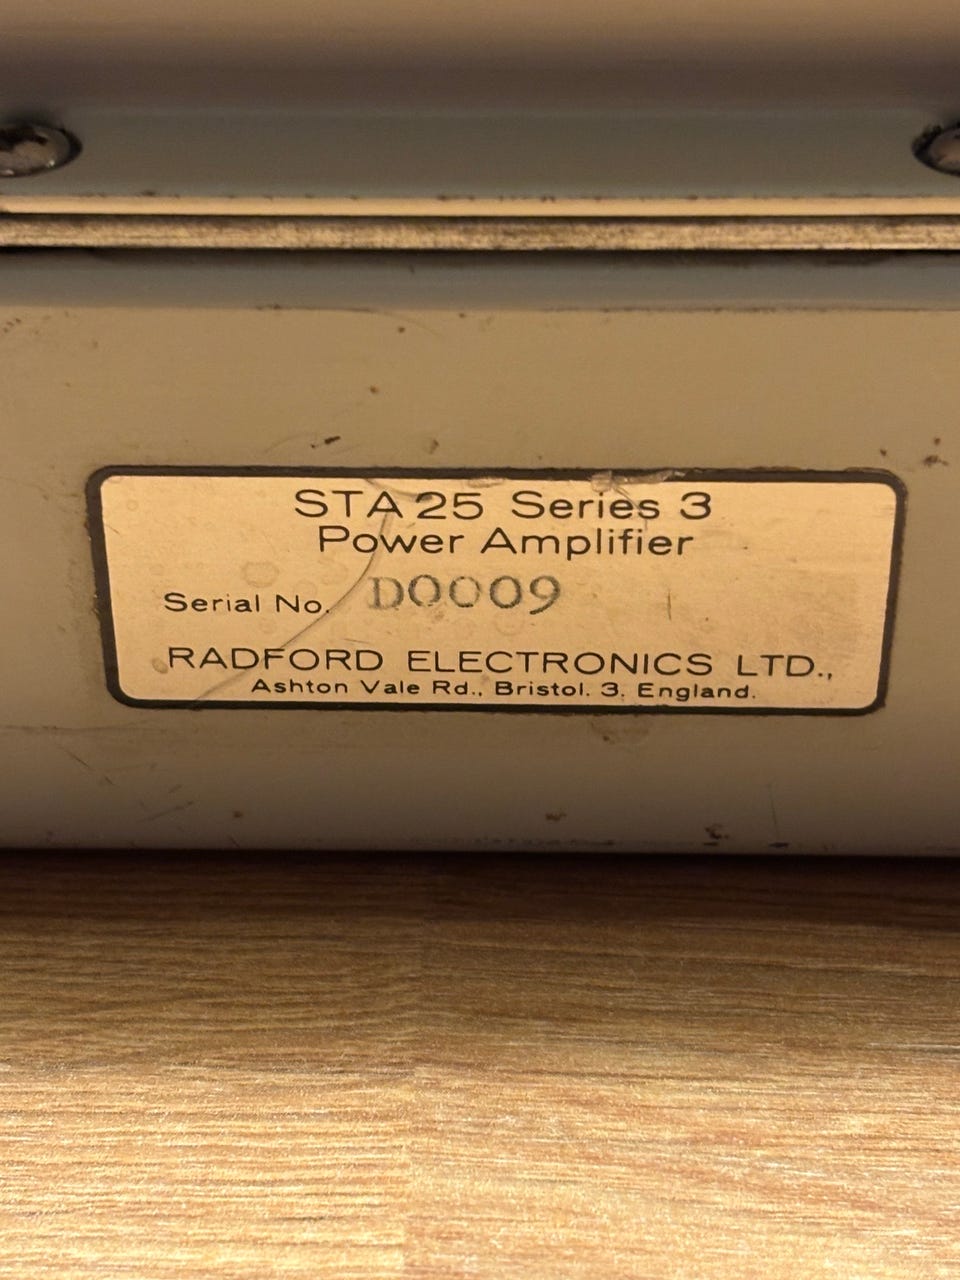 STA 25 Series 3
Power Amplifier
Serial No. D0009
RADFORD ELECTRONICS LTD.,
Ashton Vale Rd., Bristol. 3. England.